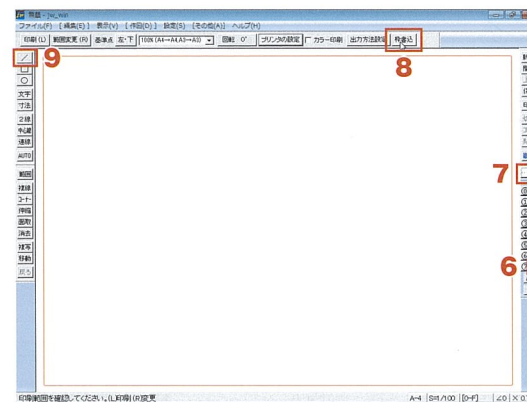 無題 - jw_win
ファイル(F) [編集(E)] 表示(V) [作図(D)] 設定(S) [その他(A)] ヘルプ(H)
印刷(L) 範囲変更(R) 基準点 左・下 100% (A4→A4,A3→A3) 回転 0° プリンタの設定 カラー印刷 出力方法設定 枠書込
9
8
文字
寸法
2線
中心線
連線
AUTO
7
範囲
複線
コーナー
伸縮
面取
消去
複写
移動
戻る
6
印刷範囲を確認してください。(L)印刷 (R)変更 A-4 S=1/100 [0-F] ∠0 ×